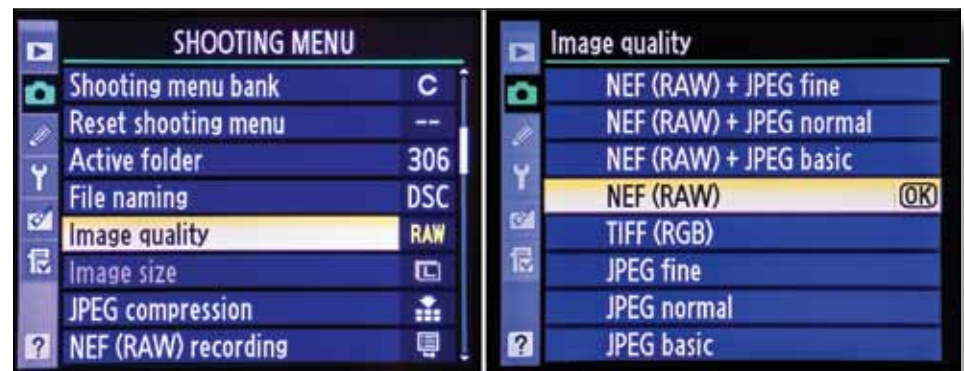 SHOOTING MENU
Shooting menu bank C
Reset shooting menu --
Active folder 306
File naming DSC
Image quality RAW
Image size L
JPEG compression
NEF (RAW) recording
?
Image quality
NEF (RAW) + JPEG fine
NEF (RAW) + JPEG normal
NEF (RAW) + JPEG basic
NEF (RAW) OK
TIFF (RGB)
JPEG fine
JPEG normal
JPEG basic
?